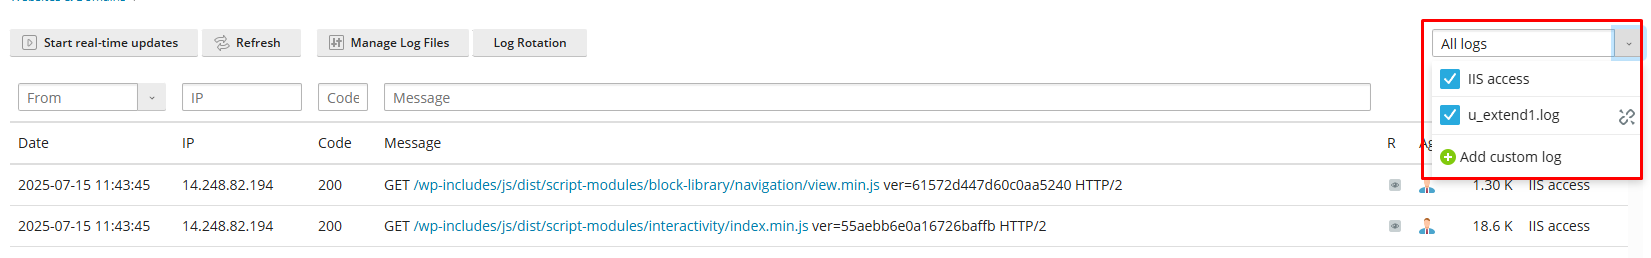 Start real-time updates Refresh Manage Log Files Log Rotation All logs
IIS access
From IP Code Message
u_extend1.log
Date IP Code Message R Ag
Add custom log
2025-07-15 11:43:45 14.248.82.194 200 GET /wp-includes/js/dist/script-modules/block-library/navigation/view.min.js ver=61572d447d60c0aa5240 HTTP/2 1.30 K IIS access
2025-07-15 11:43:45 14.248.82.194 200 GET /wp-includes/js/dist/script-modules/interactivity/index.min.js ver=55aebb6e0a16726baffb HTTP/2 18.6 K IIS access